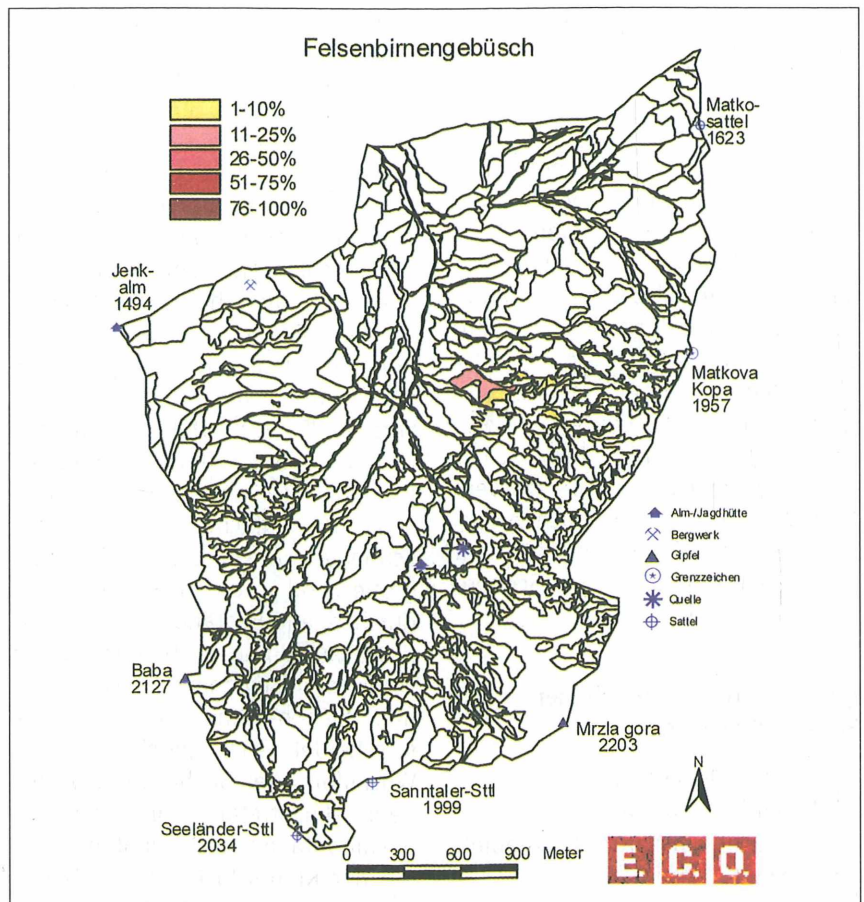 Felsenbirnengebüsch
1-10%
11-25%
26-50%
51-75%
76-100%
Matko-
sattel
1623
Jenk-
alm
1494
Matkova
Kopa
1957
Alm-/Jagdhütte
Bergwerk
Gipfel
Grenzzeichen
Quelle
Sattel
Baba
2127
Mrzla gora
2203
N
Sanntaler-Sttl
1999
Seeländer-Sttl
2034
0 300 600 900 Meter
E. C. O.